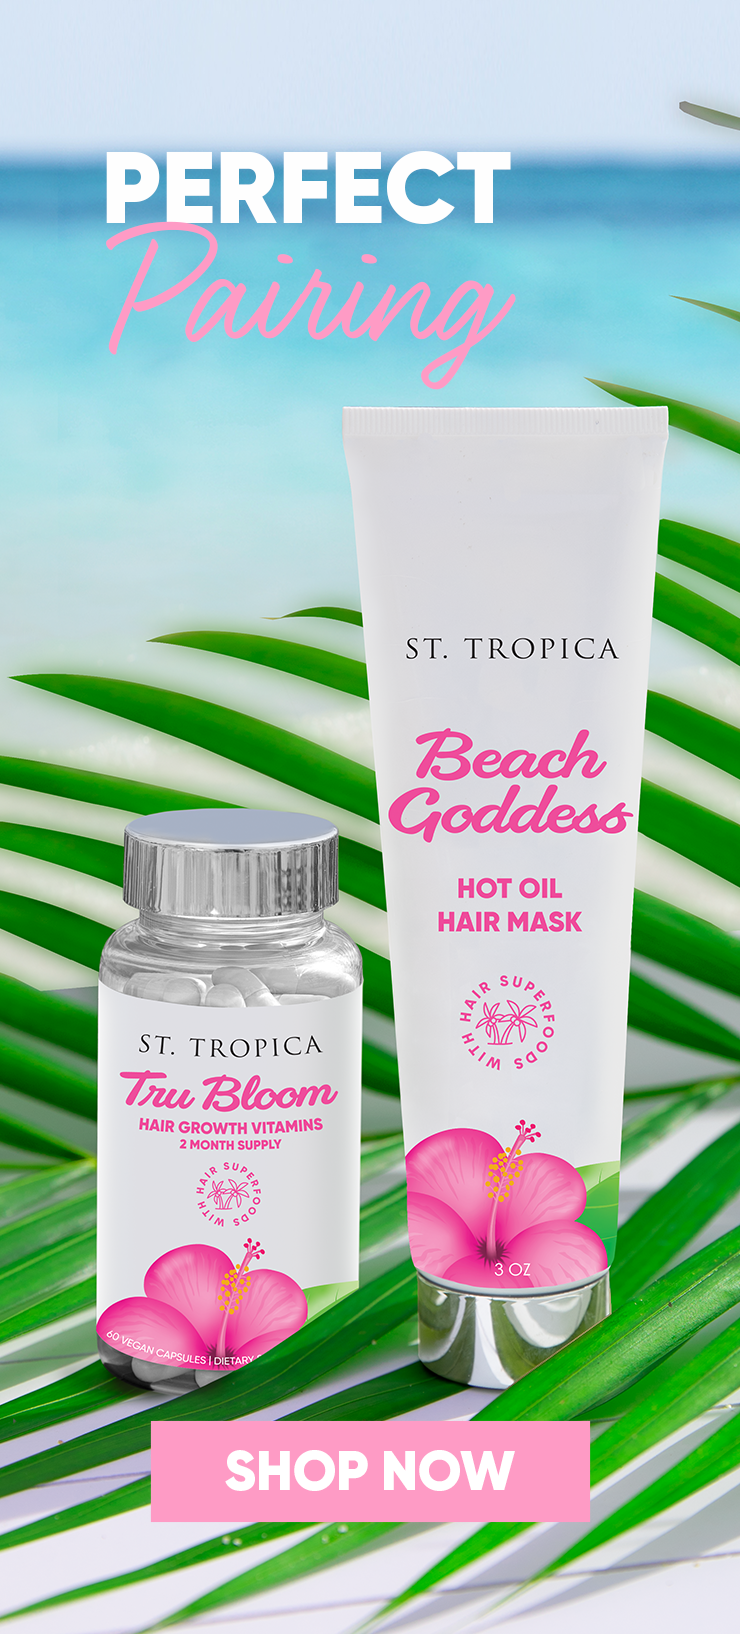 PERFECT
Pairing
ST. TROPICA
Beach
Goddess
HOT OIL
HAIR MASK
WITH HAIR SUPERFOODS
3 OZ
ST. TROPICA
Tru Bloom
HAIR GROWTH VITAMINS
2 MONTH SUPPLY
WITH HAIR SUPERFOODS
60 VEGAN CAPSULES | DIETARY
SHOP NOW